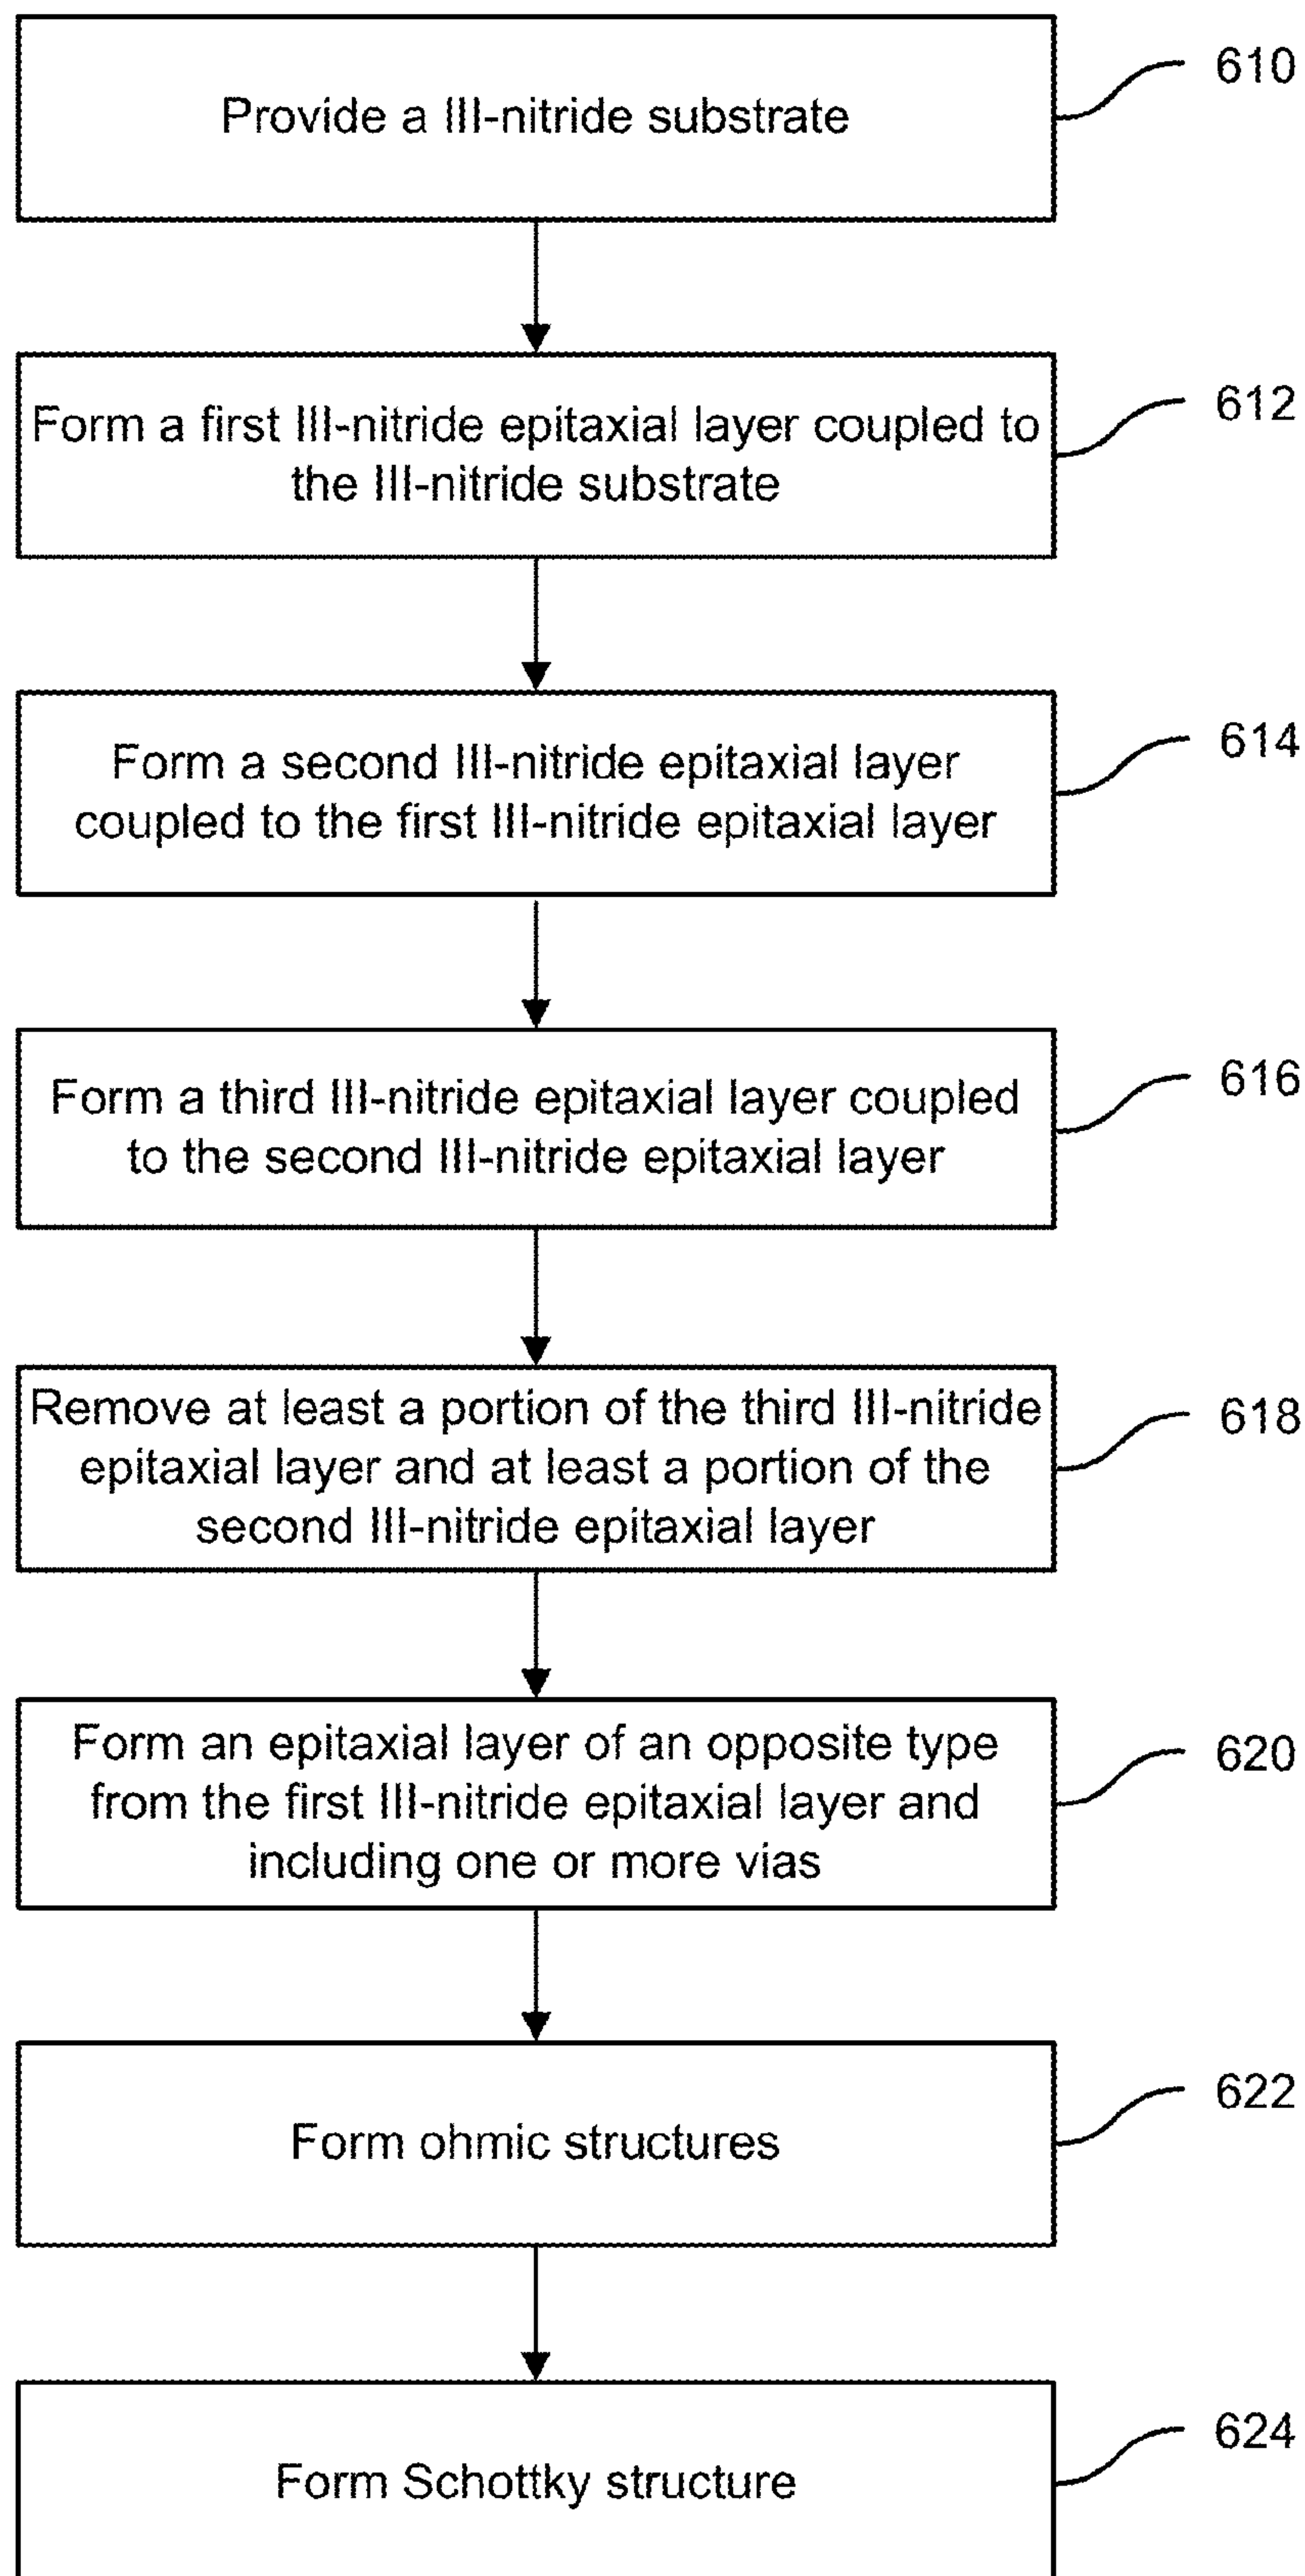 Provide a III-nitride substrate
610
Form a first III-nitride epitaxial layer coupled to
the III-nitride substrate
612
Form a second III-nitride epitaxial layer
coupled to the first III-nitride epitaxial layer
614
Form a third III-nitride epitaxial layer coupled
to the second III-nitride epitaxial layer
616
Remove at least a portion of the third III-nitride
epitaxial layer and at least a portion of the
second III-nitride epitaxial layer
618
Form an epitaxial layer of an opposite type
from the first III-nitride epitaxial layer and
including one or more vias
620
Form ohmic structures
622
Form Schottky structure
624